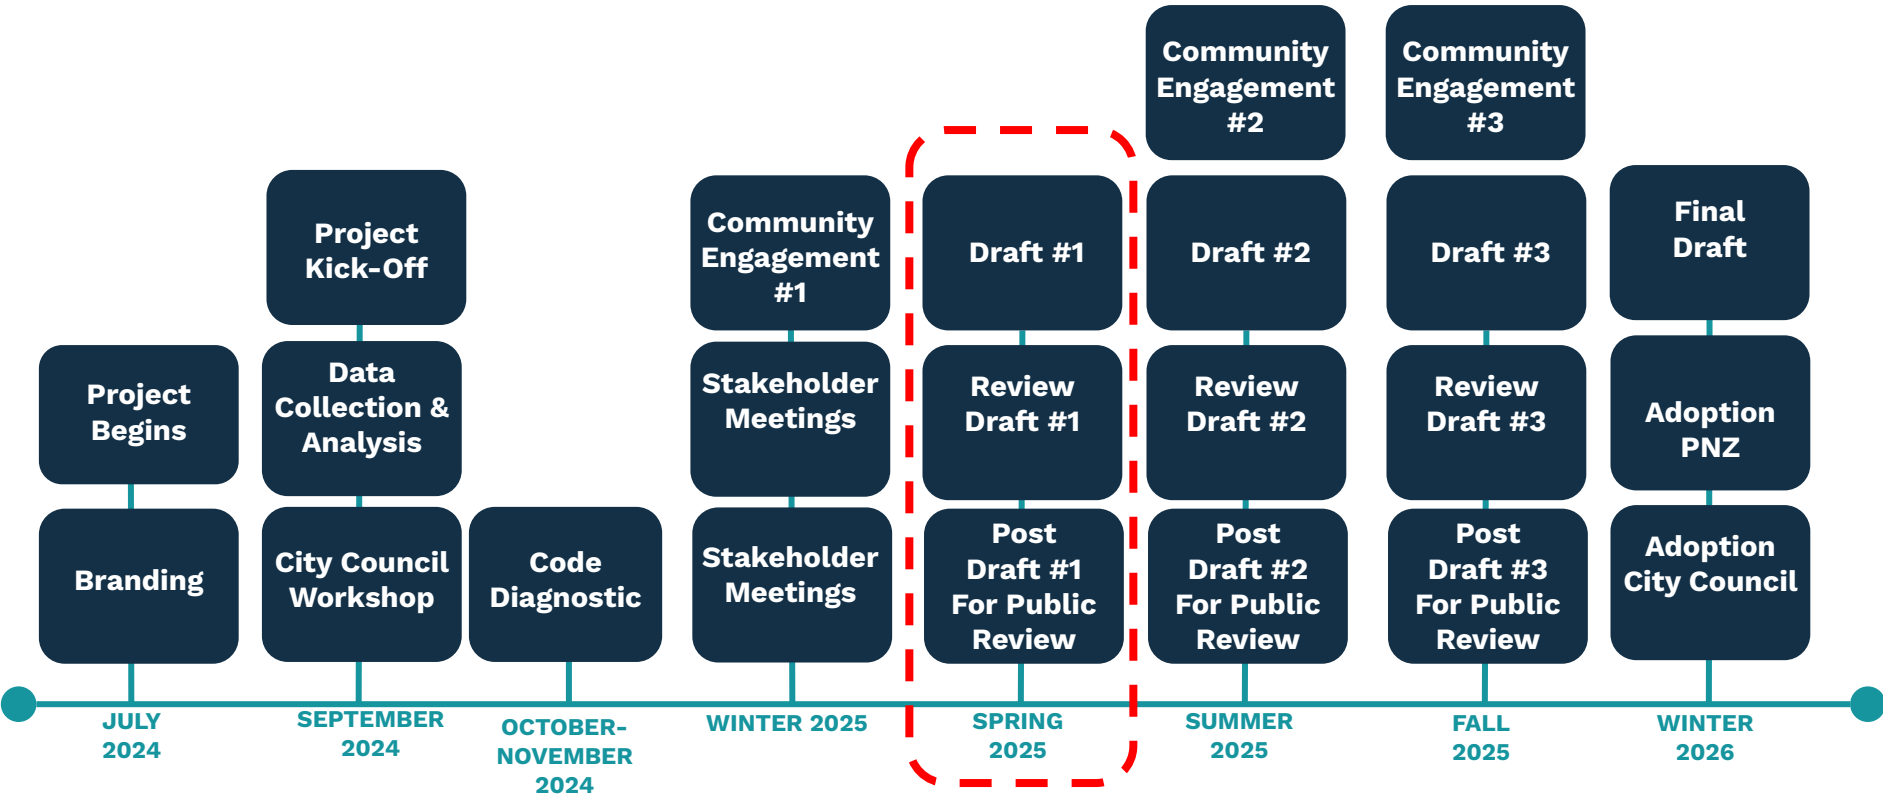 Project
Begins
Branding
JULY
2024
Project
Kick-Off
Data
Collection &
Analysis
City Council
Workshop
SEPTEMBER
2024
Code
Diagnostic
OCTOBER-
NOVEMBER
2024
Community
Engagement
#1
Stakeholder
Meetings
Stakeholder
Meetings
WINTER 2025
Draft #1
Review
Draft #1
Post
Draft #1
For Public
Review
SPRING
2025
Community
Engagement
#2
Draft #2
Review
Draft #2
Post
Draft #2
For Public
Review
SUMMER
2025
Community
Engagement
#3
Draft #3
Review
Draft #3
Post
Draft #3
For Public
Review
FALL
2025
Final
Draft
Adoption
PNZ
Adoption
City Council
WINTER
2026